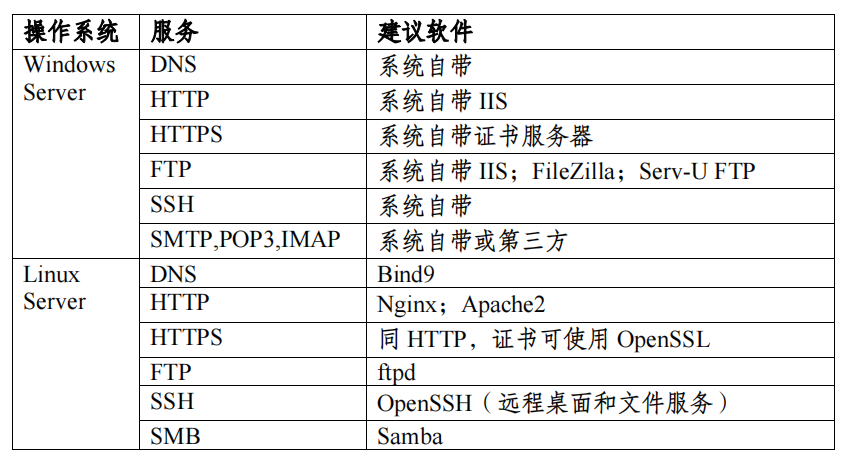 操作系统 服务 建议软件
Windows Server DNS 系统自带
HTTP 系统自带 IIS
HTTPS 系统自带证书服务器
FTP 系统自带 IIS；FileZilla；Serv-U FTP
SSH 系统自带
SMTP,POP3,IMAP 系统自带或第三方
Linux Server DNS Bind9
HTTP Nginx；Apache2
HTTPS 同 HTTP，证书可使用 OpenSSL
FTP ftpd
SSH OpenSSH（远程桌面和文件服务）
SMB Samba